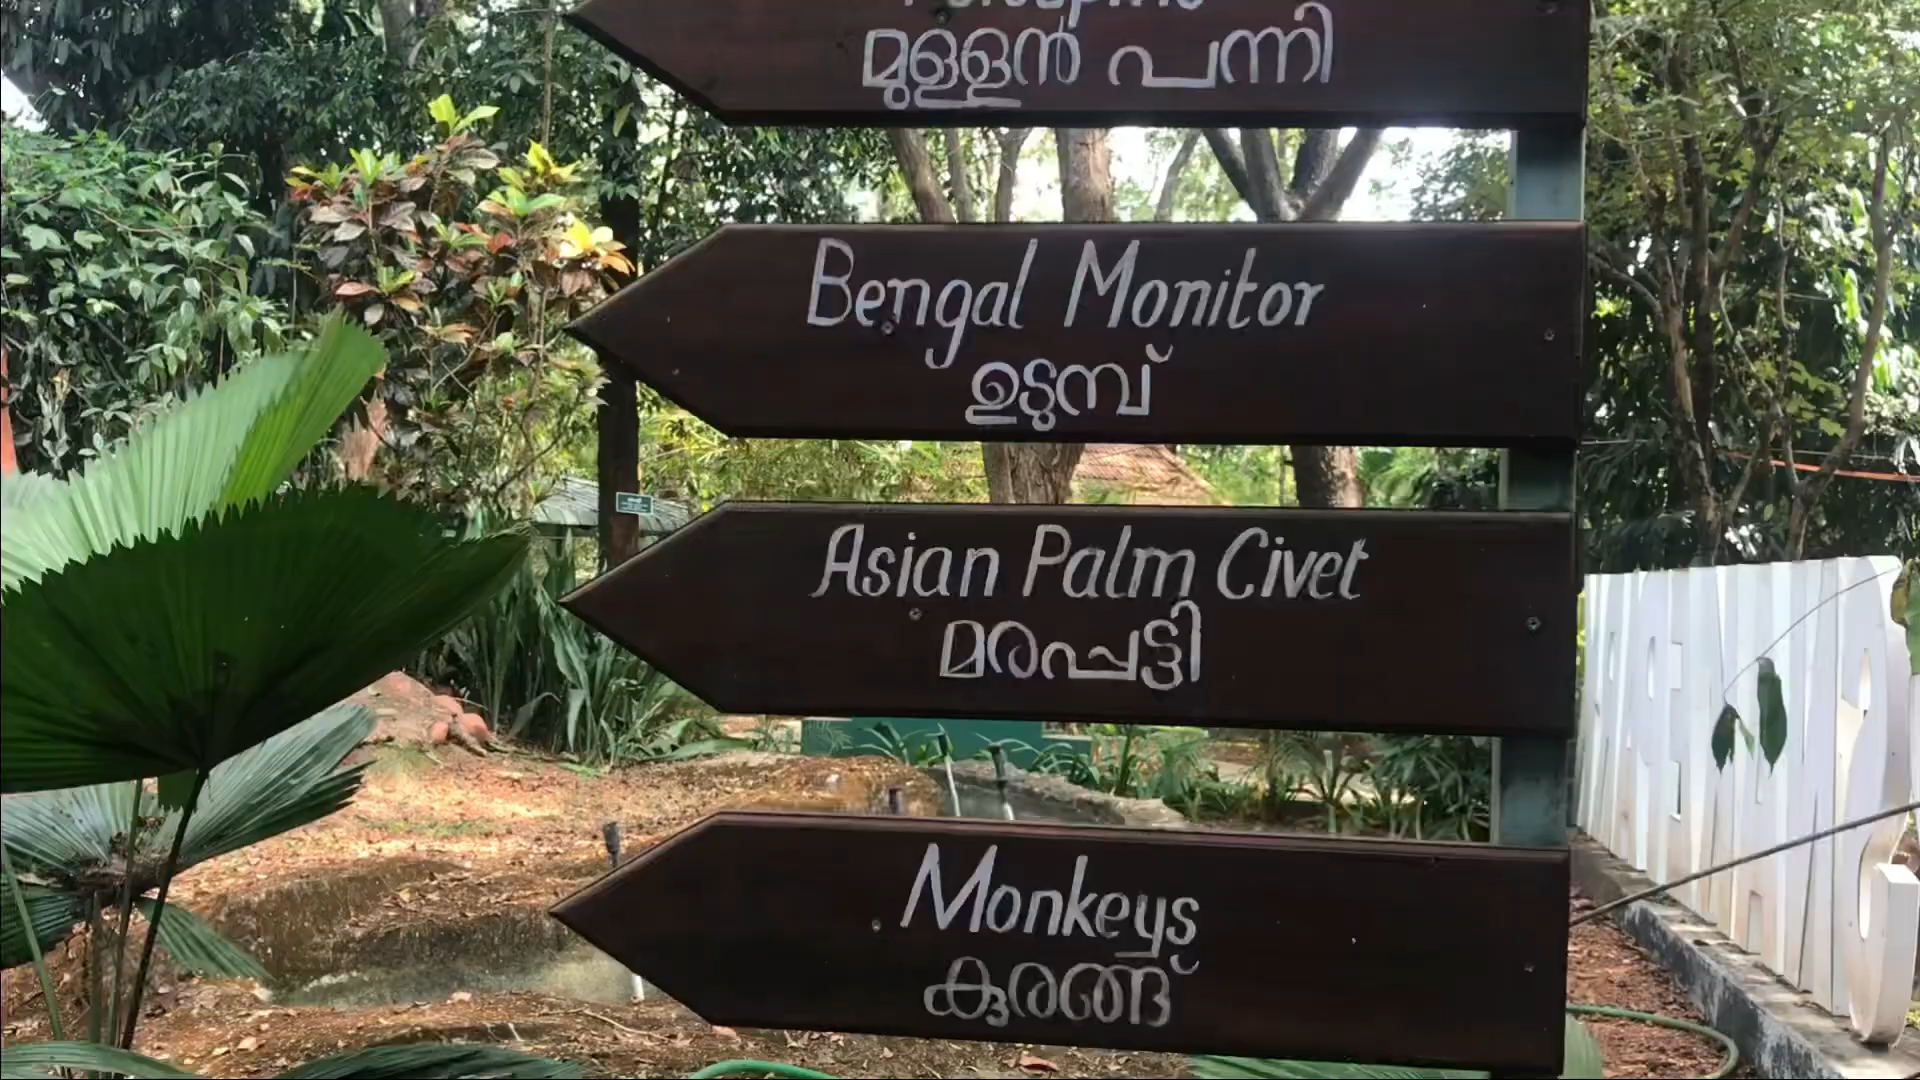 മുള്ളൻ പന്നി
Bengal Monitor
ഉടുമ്പ്
Asian Palm Civet
മരപ്പട്ടി
Monkeys
കുരങ്ങ്